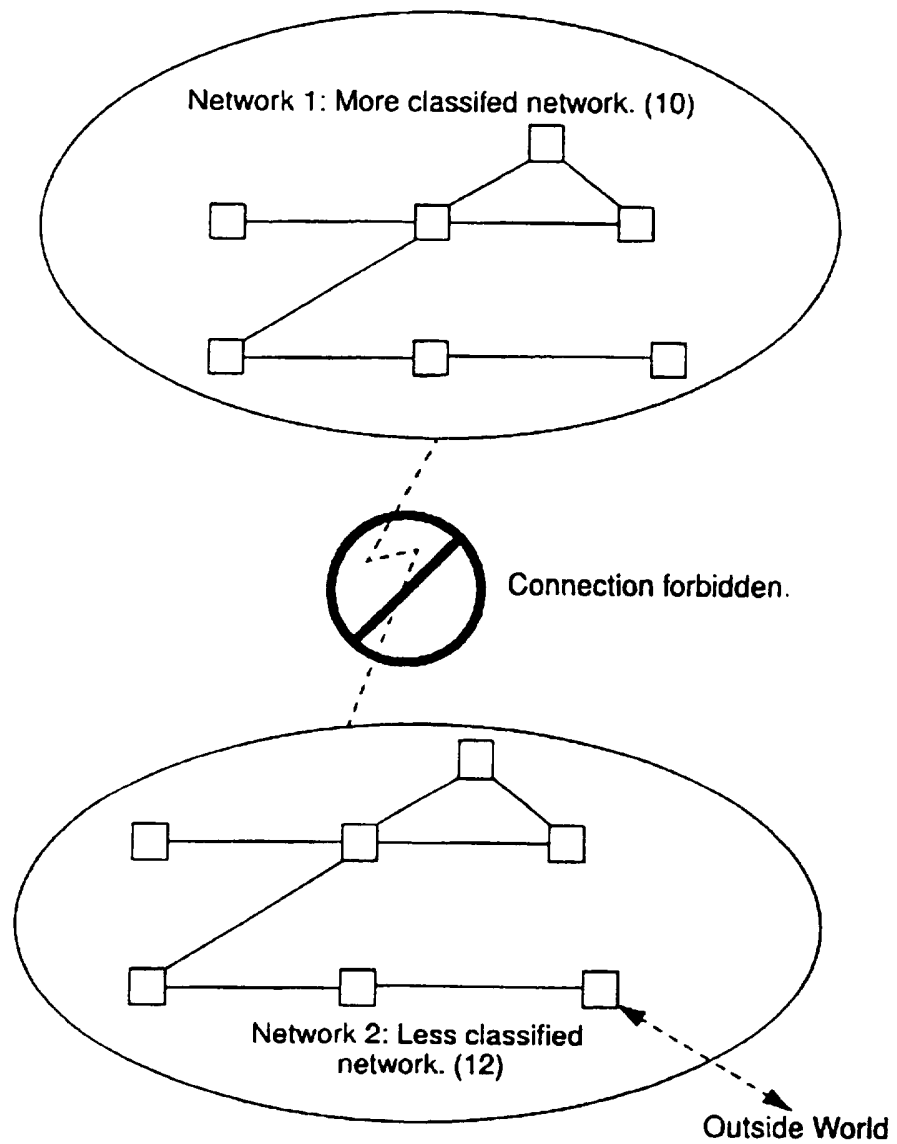 Network 1: More classifed network. (10)
Connection forbidden.
Network 2: Less classified
network. (12)
Outside World